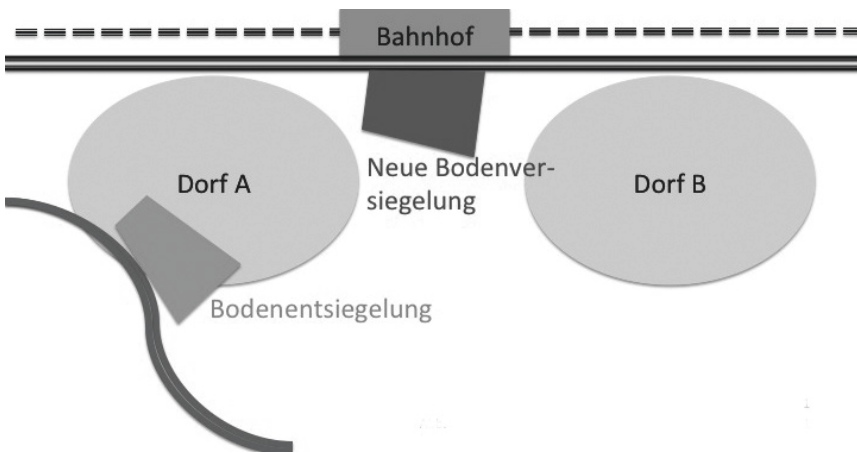 Bahnhof
Dorf A
Neue Bodenver-
siegelung
Dorf B
Bodenentsiegelung